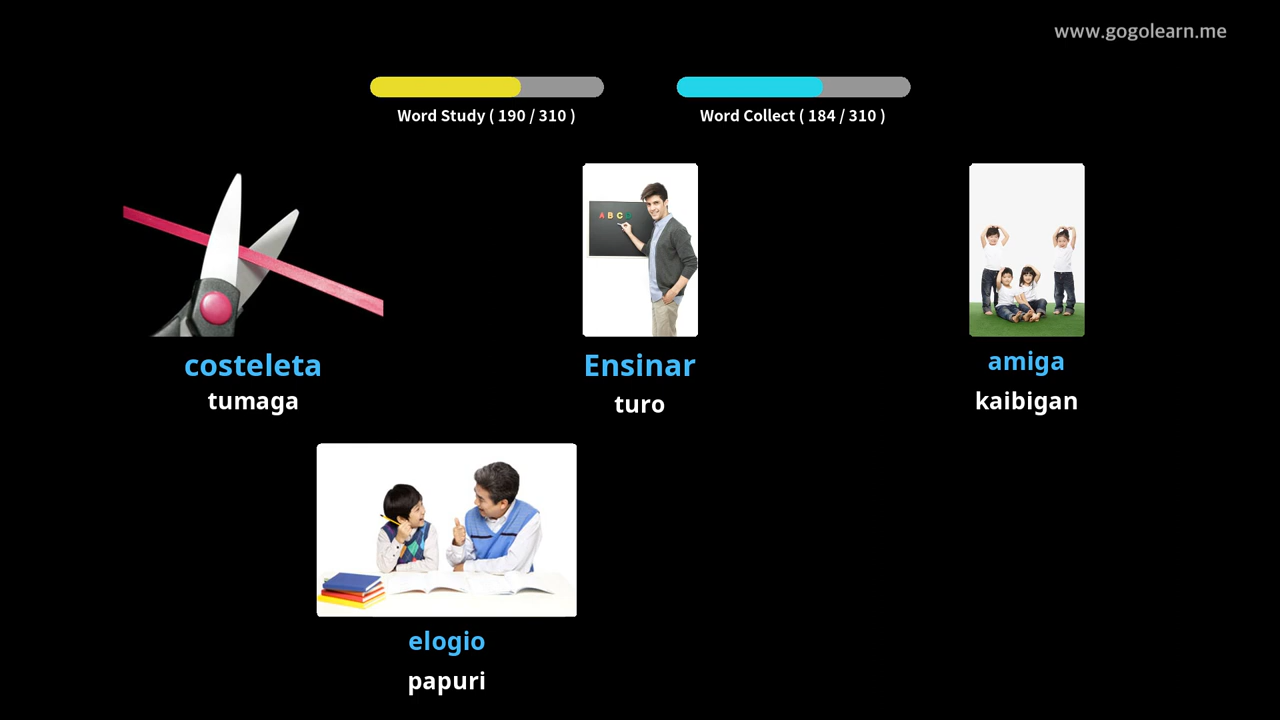 www.gogolearn.me
Word Study ( 190 / 310 )
Word Collect ( 184 / 310 )
costeleta
tumaga
Ensinar
turo
amiga
kaibigan
elogio
papuri